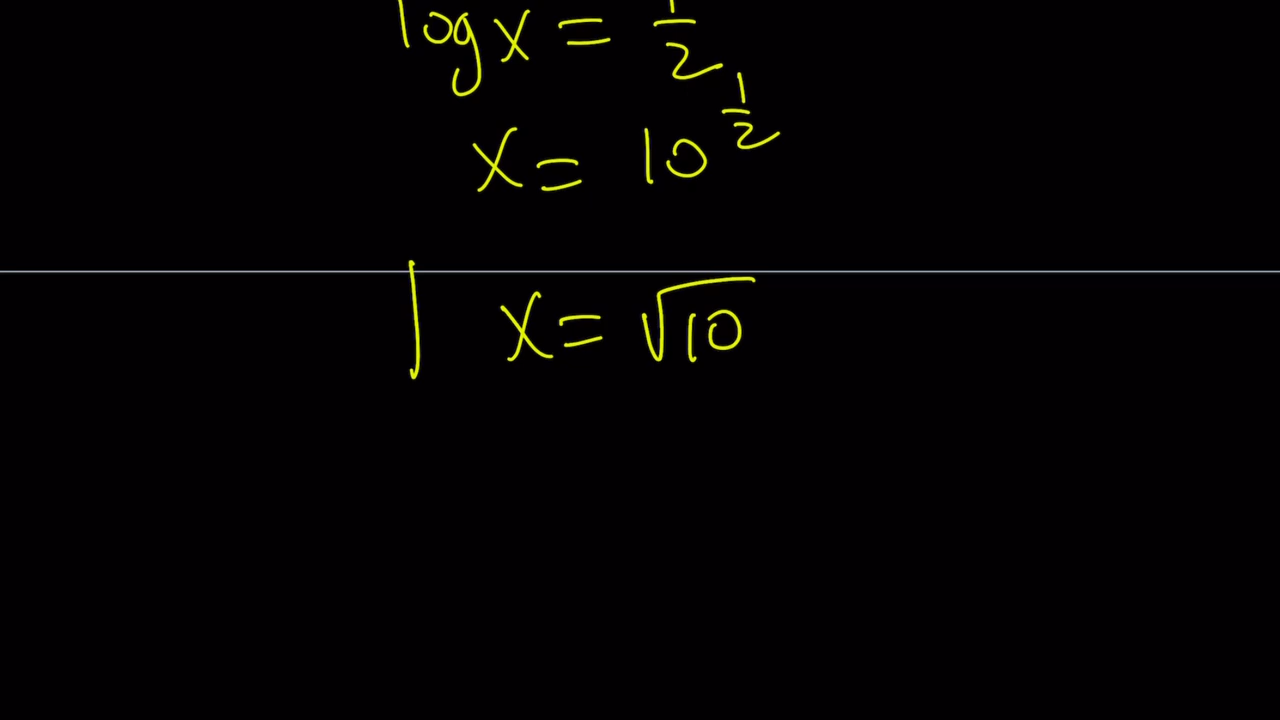 log x = 1/2
x = 10^1/2
x = √10